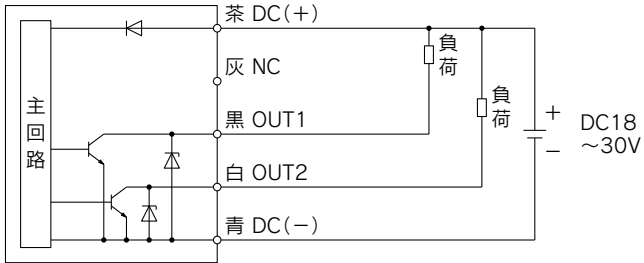 茶 DC(+)
負荷
灰 NC
主回路
負荷
黒 OUT1
+
DC18
～30V
−
白 OUT2
青 DC(−)